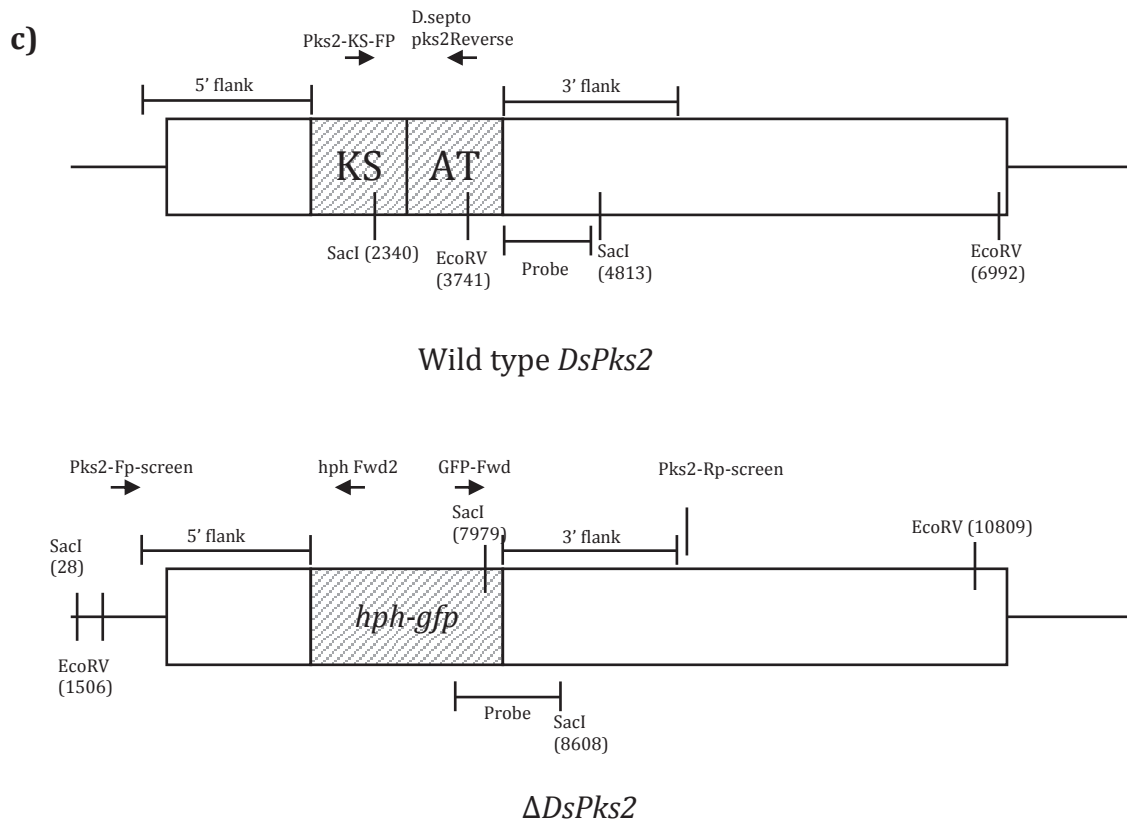 c)
D.septo
Pks2-KS-FP
pks2Reverse
5’ flank
3’ flank
KS
AT
SacI (2340)
EcoRV
(3741)
Probe
SacI
(4813)
EcoRV
(6992)
Wild type DsPks2
Pks2-Fp-screen
hph Fwd2
GFP-Fwd
Pks2-Rp-screen
SacI
(7979)
EcoRV (10809)
5’ flank
3’ flank
SacI
(28)
hph-gfp
EcoRV
(1506)
Probe
SacI
(8608)
ΔDsPks2